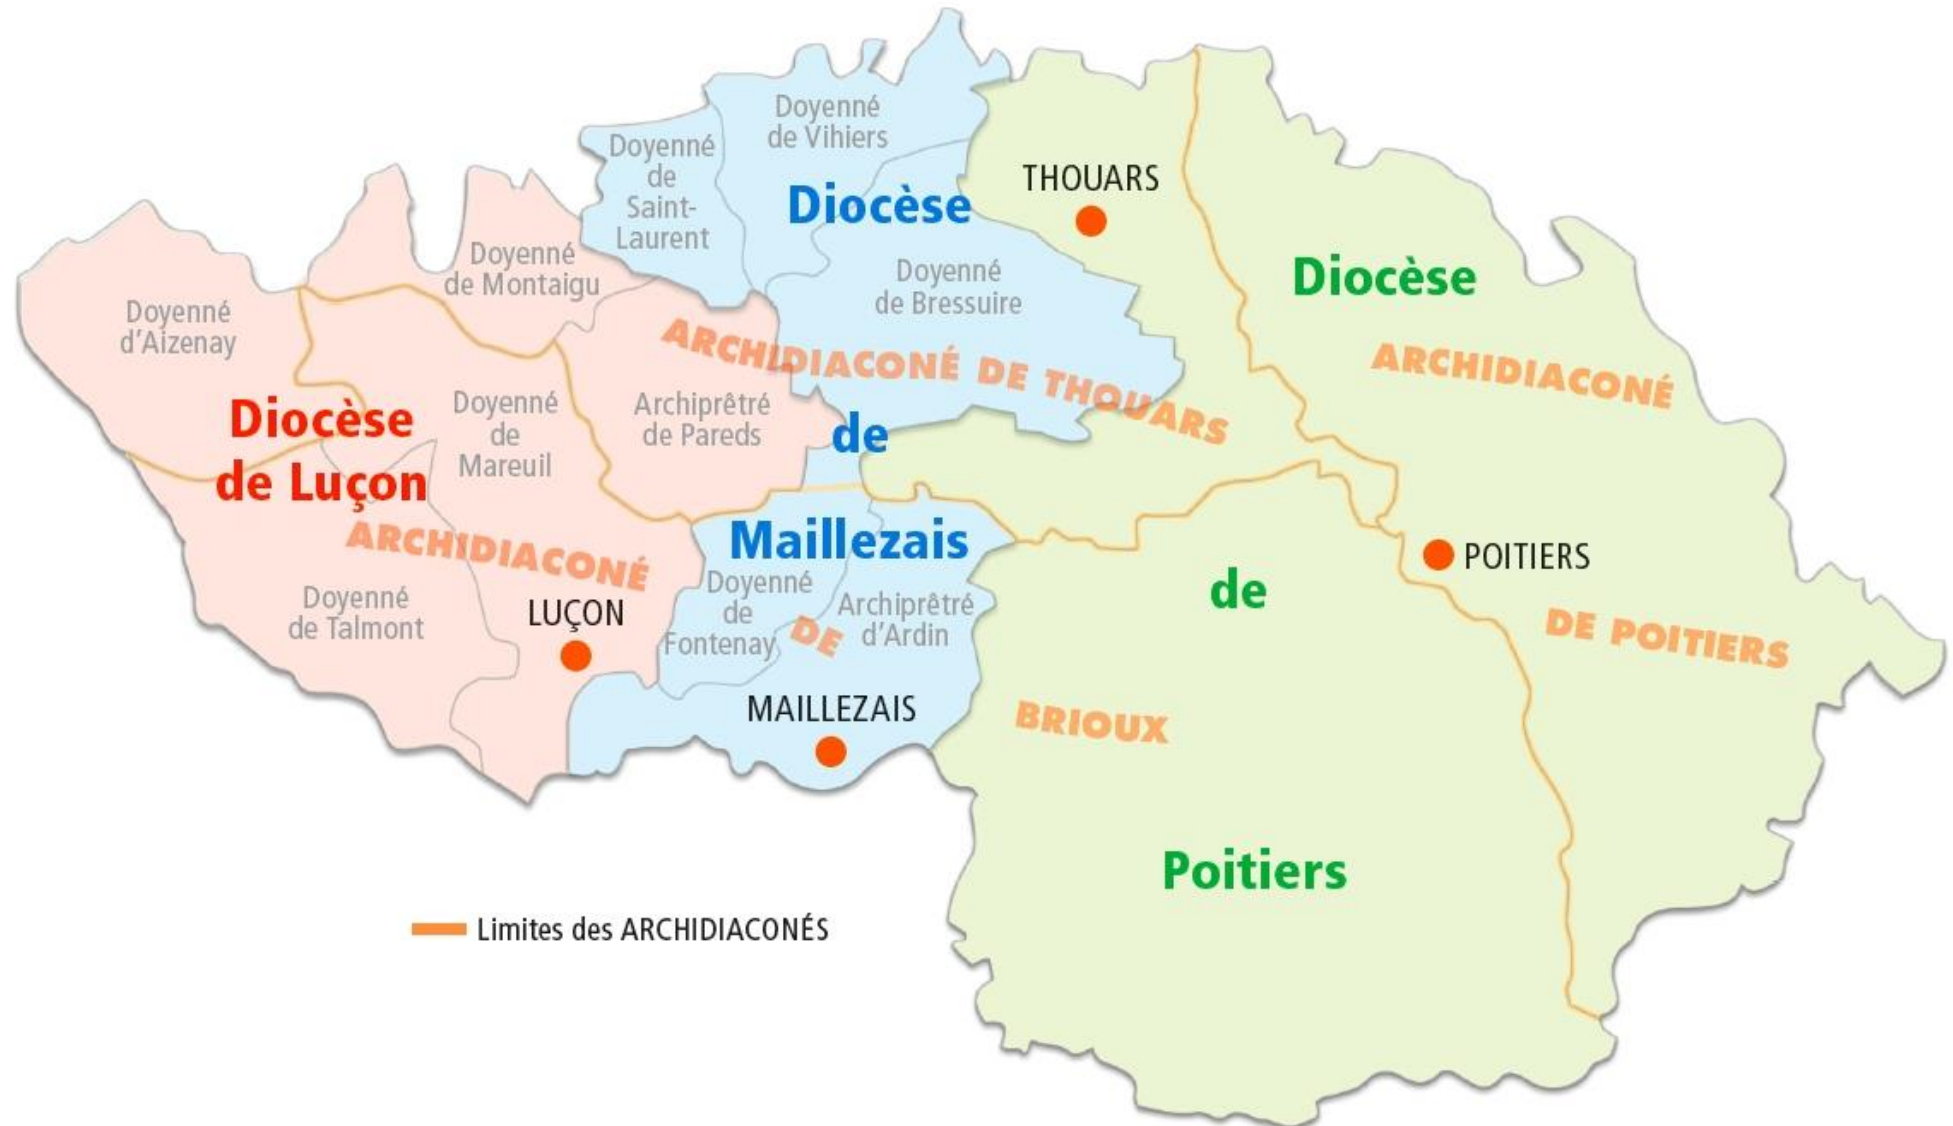 Doyenné
de Vihiers
Doyenné
de
Saint-
Laurent
THOUARS
Diocèse
Doyenné
de Montaigu
Doyenné
de Bressuire
Diocèse
Doyenné
d'Aizenay
ARCHIDIACONÉ DE THOUARS
ARCHIDIACONÉ
Diocèse
de Luçon
Doyenné
de
Mareuil
Archiprêtré
de Pareds
de
ARCHIDIACONÉ
Maillezais
POITIERS
Doyenné
de Talmont
LUÇON
Doyenné
de
Fontenay
DE
Archiprêtré
d'Ardin
de
DE POITIERS
MAILLEZAIS
BRIOUX
Poitiers
Limites des ARCHIDIACONÉS